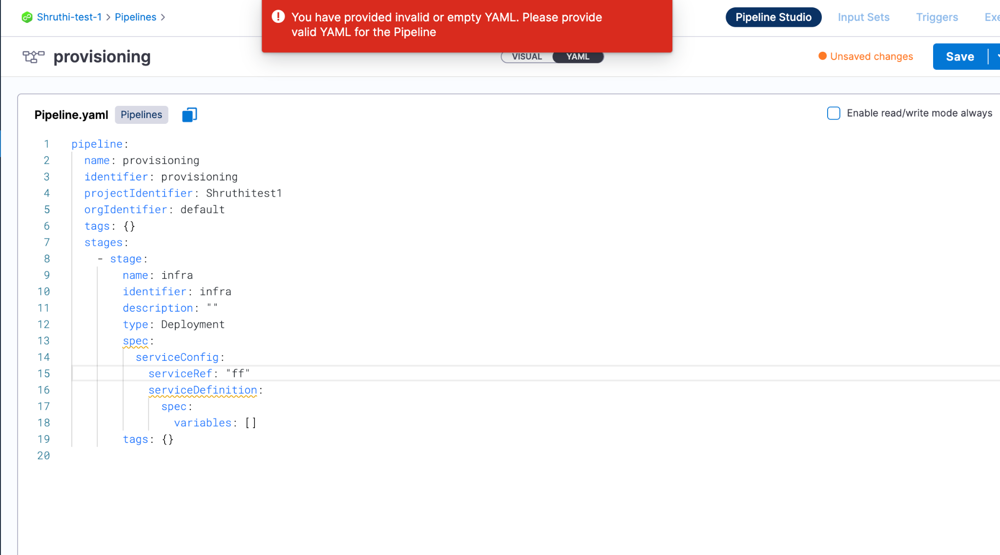 Shruthi-test-1 > Pipelines >
You have provided invalid or empty YAML. Please provide
valid YAML for the Pipeline
Pipeline Studio
Input Sets
Triggers
Exe
provisioning
VISUAL
YAML
Unsaved changes
Save
Pipeline.yaml
Pipelines
Enable read/write mode always
1 pipeline:
2 name: provisioning
3 identifier: provisioning
4 projectIdentifier: Shruthitest1
5 orgIdentifier: default
6 tags: {}
7 stages:
8 - stage:
9 name: infra
10 identifier: infra
11 description: ""
12 type: Deployment
13 spec:
14 serviceConfig:
15 serviceRef: "ff"
16 serviceDefinition:
17 spec:
18 variables: []
19 tags: {}
20